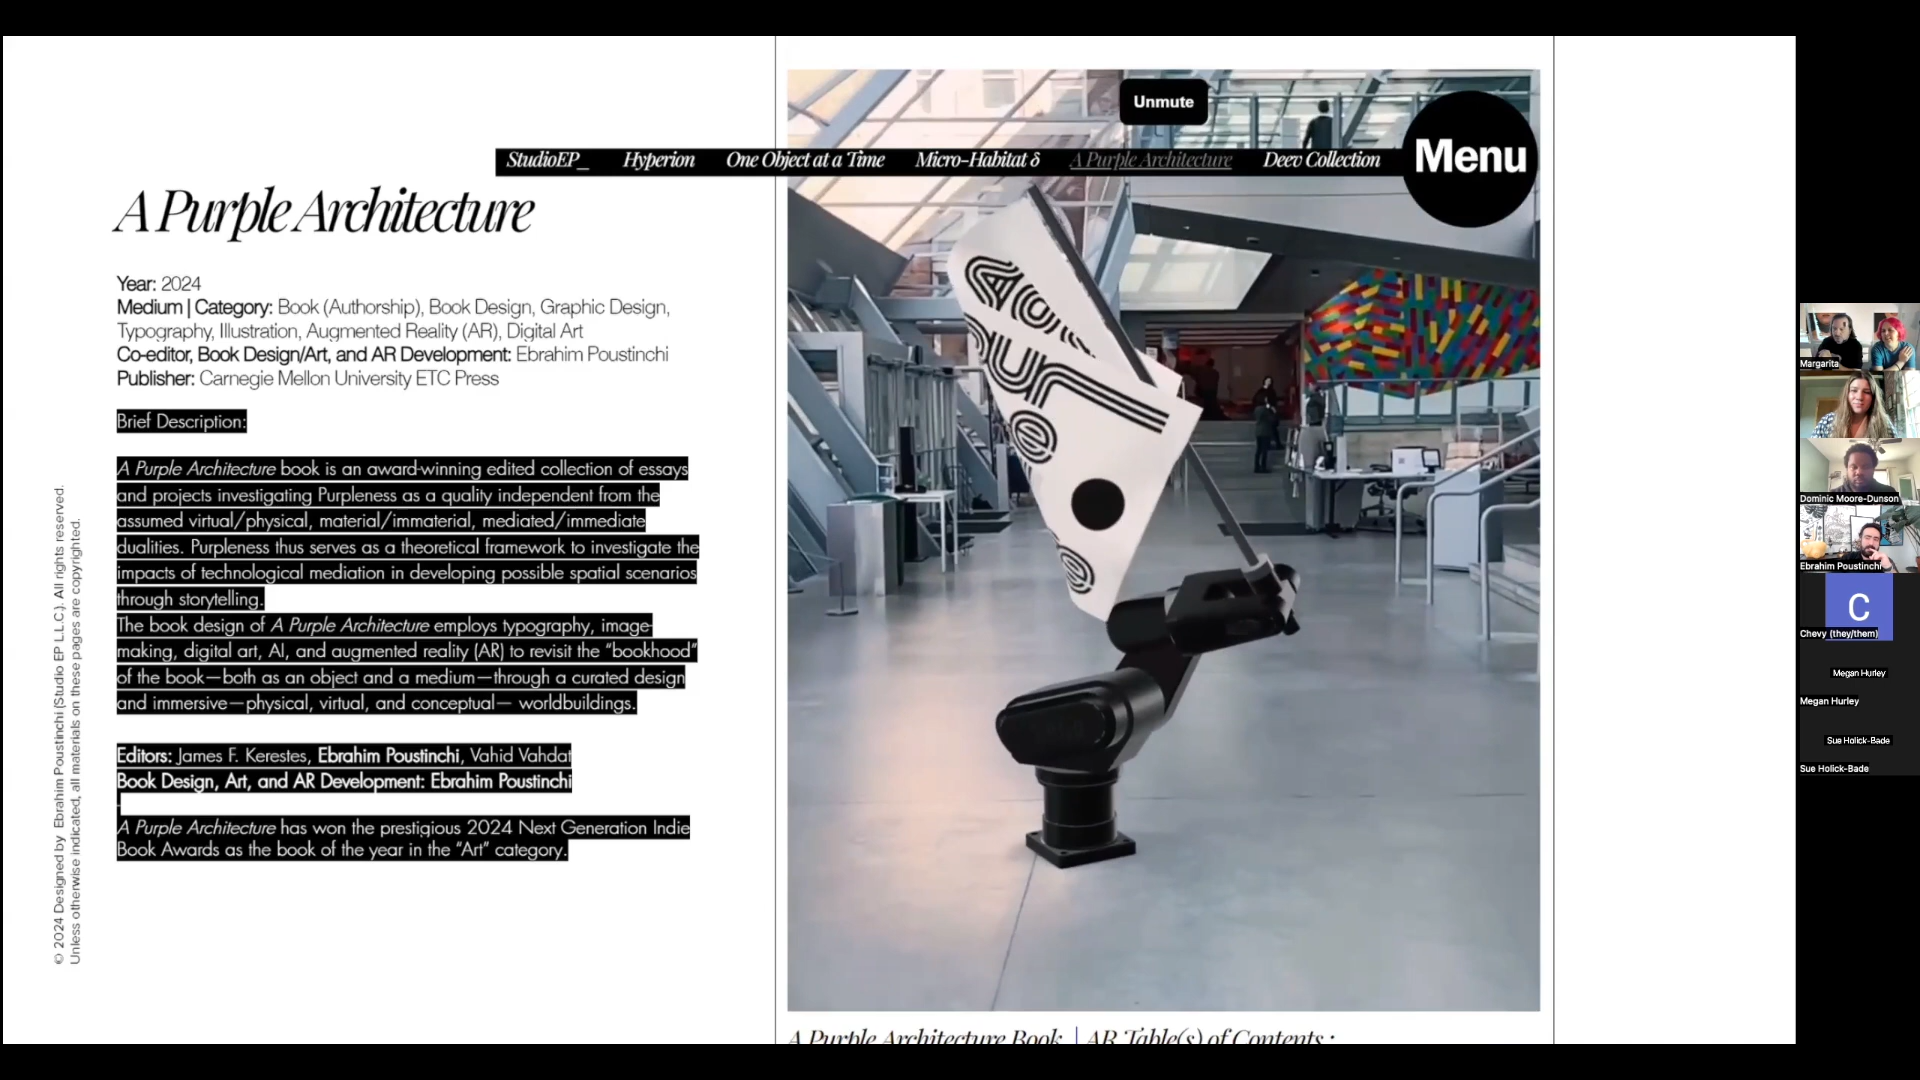 Unmute
StudioEP_ Hyperion One Object at a Time Micro-Habitat δ A Purple Architecture Deev Collection Menu
A Purple Architecture
Year: 2024
Medium | Category: Book (Authorship), Book Design, Graphic Design,
Typography, Illustration, Augmented Reality (AR), Digital Art
Co-editor, Book Design/Art, and AR Development: Ebrahim Poustinchi
Publisher: Carnegie Mellon University ETC Press
Brief Description:
A Purple Architecture book is an award-winning edited collection of essays
and projects investigating Purpleness as a quality independent from the
assumed virtual/physical, material/immaterial, mediated/immediate
dualities. Purpleness thus serves as a theoretical framework to investigate the
impacts of technological mediation in developing possible spatial scenarios
through storytelling.
The book design of A Purple Architecture employs typography, image-
making, digital art, AI, and augmented reality (AR) to revisit the “bookhood”
of the book—both as an object and a medium—through a curated design
and immersive—physical, virtual, and conceptual— worldbuildings.
Editors: James F. Kerestes, Ebrahim Poustinchi, Vahid Vahdat
Book Design, Art, and AR Development: Ebrahim Poustinchi
A Purple Architecture has won the prestigious 2024 Next Generation Indie
Book Awards as the book of the year in the “Art” category.
© 2024 Designed by Ebrahim Poustinchi (Studio EP L.L.C.). All rights reserved.
Unless otherwise indicated, all materials on these pages are copyrighted.
A Purple Architecture Book | AR Table(s) of Contents :
Margarita
Dominic Moore-Dunson
Ebrahim Poustinchi
C
Chevy (they/them)
Megan Hurley
Megan Hurley
Sue Holick-Bade
Sue Holick-Bade